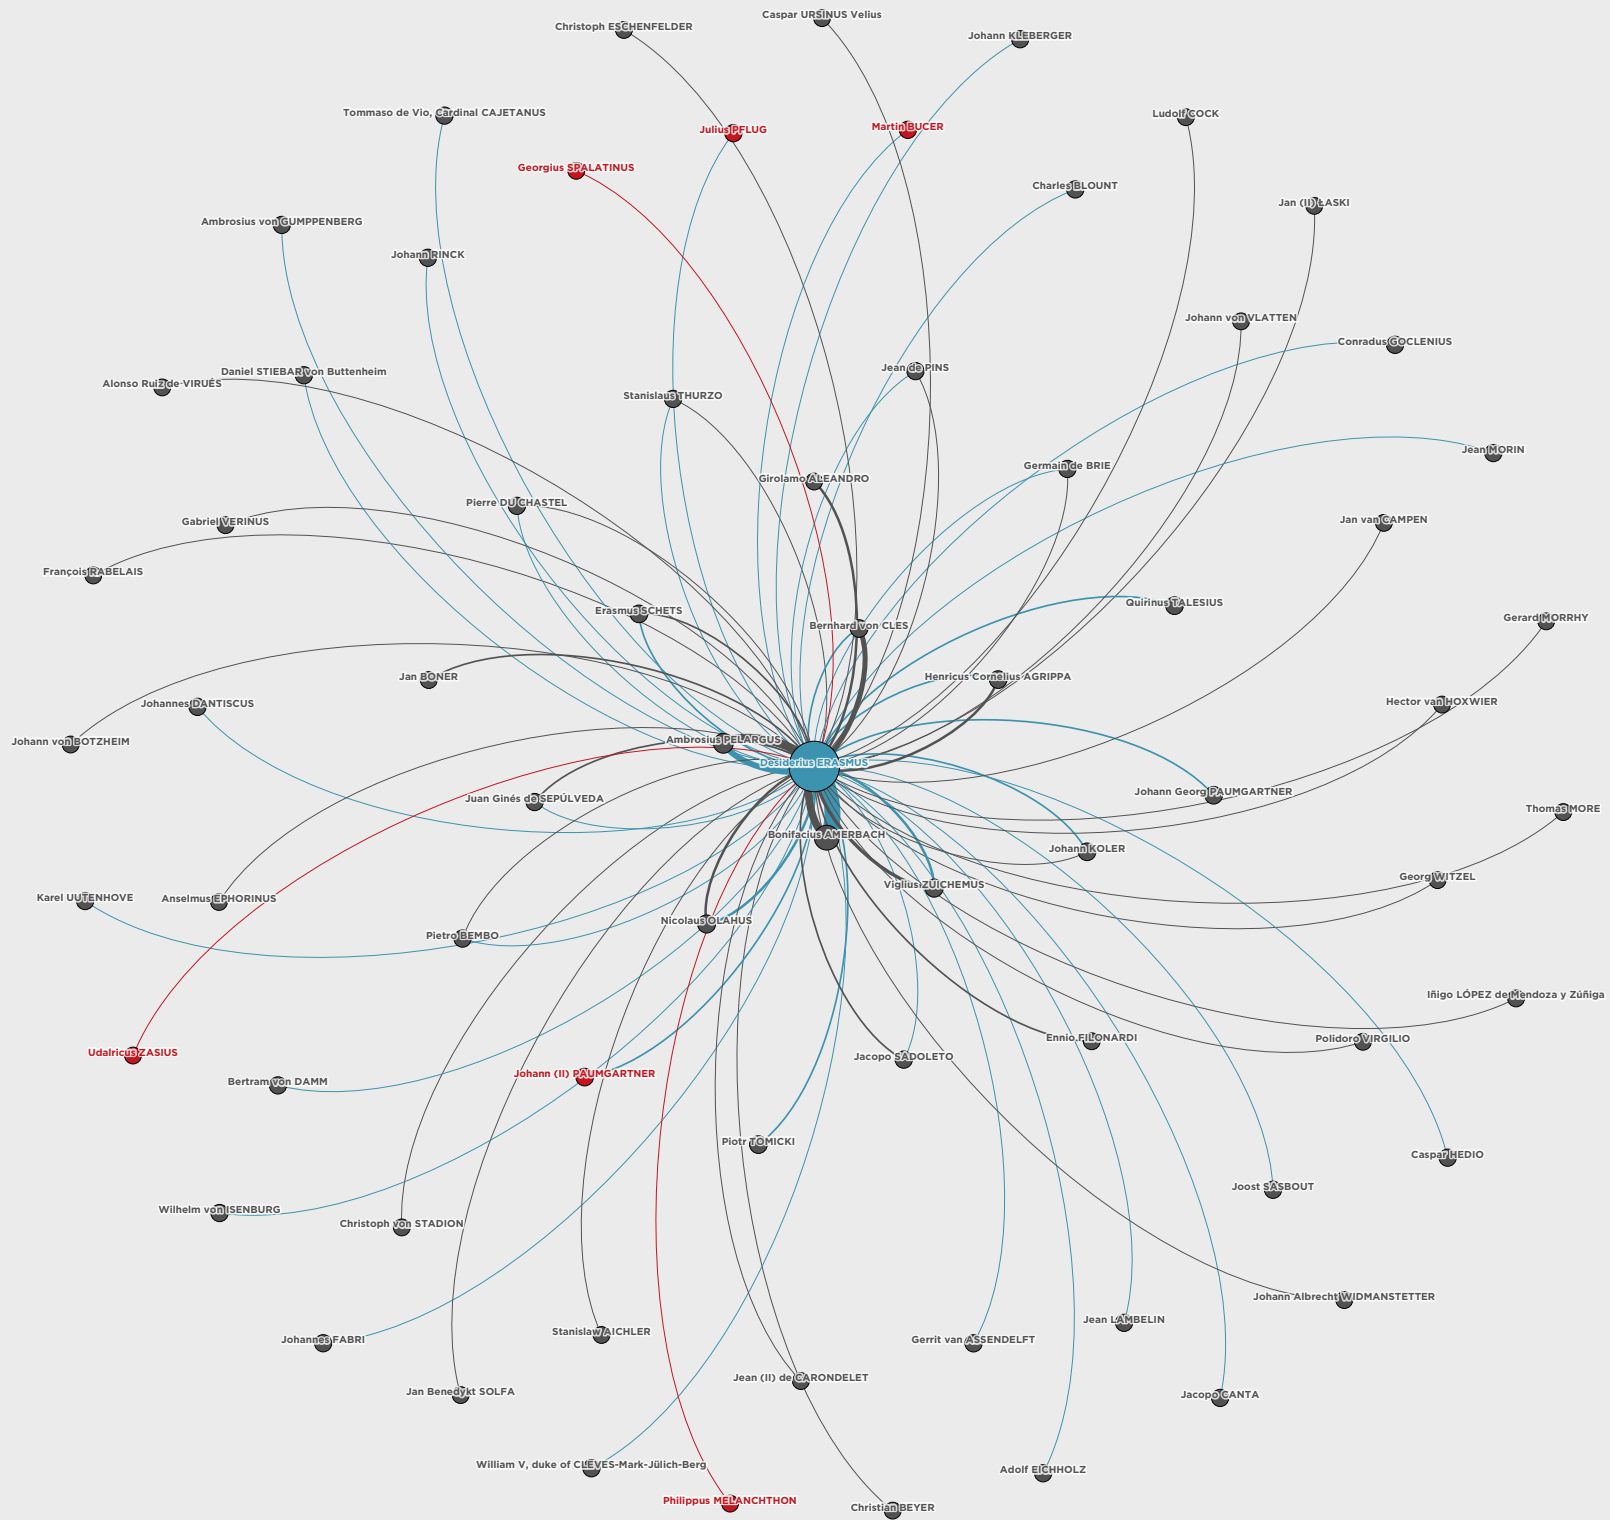 Caspar URSINUS Velius
Christoph ESCHENFELDER
Johann KLEBERGER
Tommaso de Vio, Cardinal CAJETANUS
Ludolf COCK
Martin BUCER
Julius PFLUG
Georgius SPALATINUS
Charles BLOUNT
Jan (II) ŁASKI
Ambrosius von GUMPPENBERG
Johann RINCK
Johann von VLATTEN
Conradus GOCLENIUS
Jean de PINS
Daniel STIEBAR von Buttenheim
Alonso Ruiz de VIRUÉS
Stanislaus THURZO
Jean MORIN
Germain de BRIE
Girolamo ALEANDRO
Pierre DU CHASTEL
Jan van CAMPEN
Gabriel VERINUS
François RABELAIS
Quirinus TALESIUS
Erasmus SCHETS
Gerard MORRHY
Bernhard von CLES
Jan BONER
Henricus Cornelius AGRIPPA
Hector van HOXWIER
Johannes DANTISCUS
Johann von BOTZHEIM
Ambrosius PELARGUS
Desiderius ERASMUS
Johann Georg PAUMGARTNER
Juan Ginés de SEPÚLVEDA
Thomas MORE
Bonifacius AMERBACH
Johann KOLER
Georg WITZEL
Viglius ZUICHEMUS
Karel UUTENHOVE
Anselmus EPHORINUS
Nicolaus OLAHUS
Pietro BEMBO
Iñigo LÓPEZ de Mendoza y Zúñiga
Ennio FILONARDI
Polidoro VIRGILIO
Udalricus ZASIUS
Jacopo SADOLETO
Johann (II) PAUMGARTNER
Bertram von DAMM
Piotr TOMICKI
Caspar HEDIO
Joost SASBOUT
Wilhelm von ISENBURG
Christoph von STADION
Johann Albrecht WIDMANSTETTER
Jean LAMBELIN
Stanislaw AICHLER
Johannes FABRI
Gerrit van ASSENDELFT
Jean (II) de CARONDELET
Jan Benedykt SOLFA
Jacopo CANTA
William V, duke of CLEVES-Mark-Jülich-Berg
Adolf EICHHOLZ
Philippus MELANCHTHON
Christian BEYER